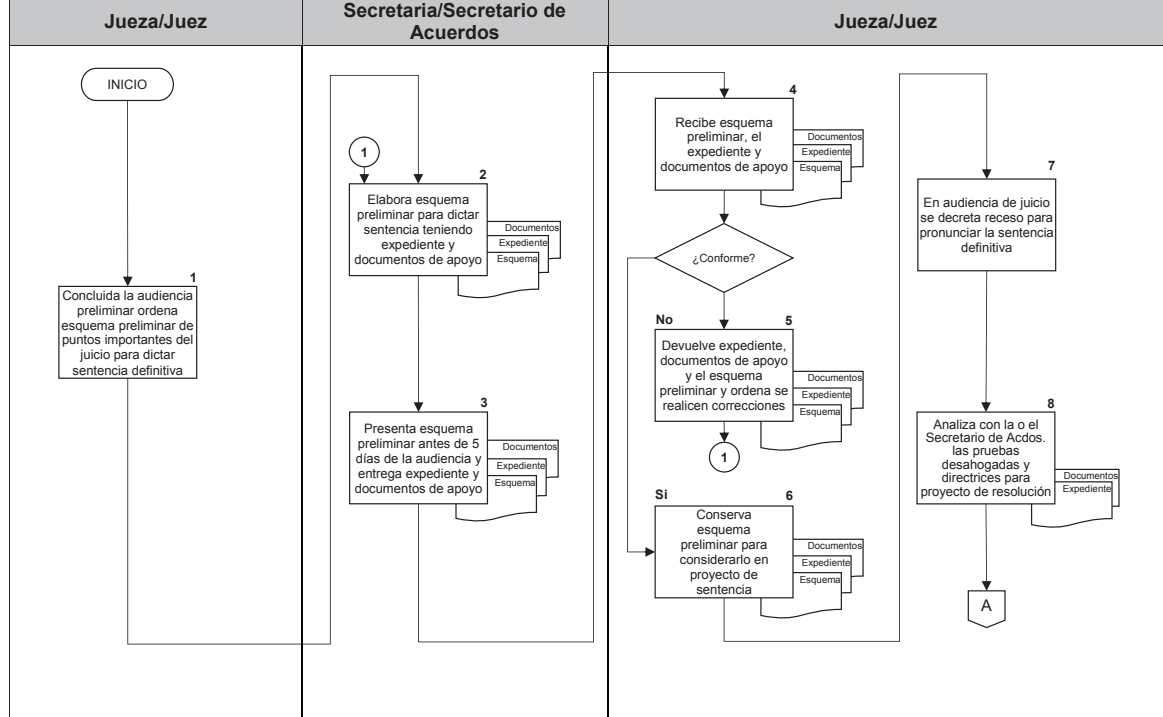 Jueza/Juez
Secretaria/Secretario de
Acuerdos
Jueza/Juez
INICIO
1
Concluida la audiencia
preliminar ordena
esquema preliminar de
puntos importantes del
juicio para dictar
sentencia definitiva
1
2
Elabora esquema
preliminar para dictar
sentencia teniendo
expediente y
documentos de apoyo
Documentos
Expediente
Esquema
3
Presenta esquema
preliminar antes de 5
días de la audiencia y
entrega expediente y
documentos de apoyo
Documentos
Expediente
Esquema
4
Recibe esquema
preliminar, el
expediente y
documentos de apoyo
Documentos
Expediente
Esquema
¿Conforme?
No
5
Devuelve expediente,
documentos de apoyo
y el esquema
preliminar y ordena se
realicen correcciones
Documentos
Expediente
Esquema
1
Si
6
Conserva
esquema
preliminar para
considerarlo en
proyecto de
sentencia
Documentos
Expediente
Esquema
7
En audiencia de juicio
se decreta receso para
pronunciar la sentencia
definitiva
8
Analiza con la o el
Secretario de Acdos.
las pruebas
desahogadas y
directrices para
proyecto de resolución
Documentos
Expediente
A